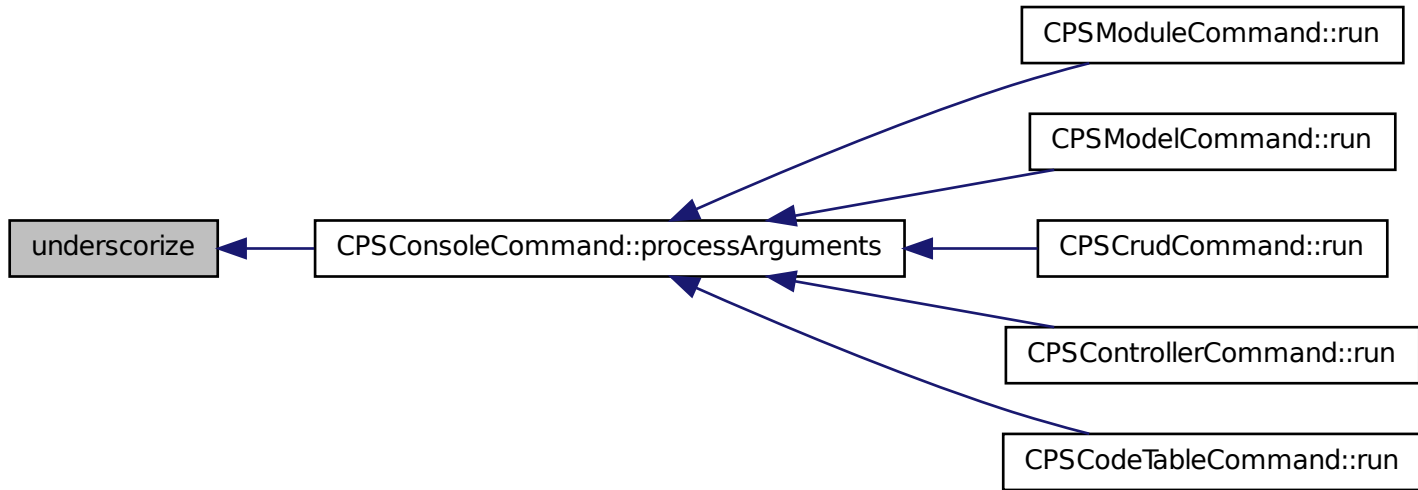 CPSModuleCommand::run
CPSModelCommand::run
underscorize
CPSConsoleCommand::processArguments
CPSCrudCommand::run
CPSControllerCommand::run
CPSCodeTableCommand::run